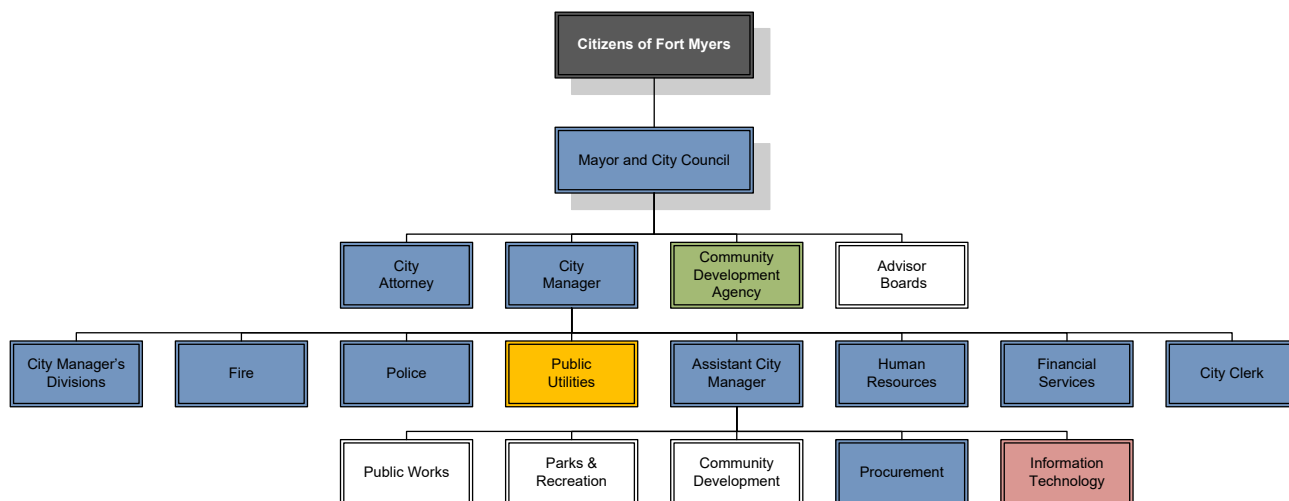 Citizens of Fort Myers
Mayor and City Council
City
Attorney
City
Manager
Community
Development
Agency
Advisor
Boards
City Manager’s
Divisions
Fire
Police
Public
Utilities
Assistant City
Manager
Human
Resources
Financial
Services
City Clerk
Public Works
Parks &
Recreation
Community
Development
Procurement
Information
Technology